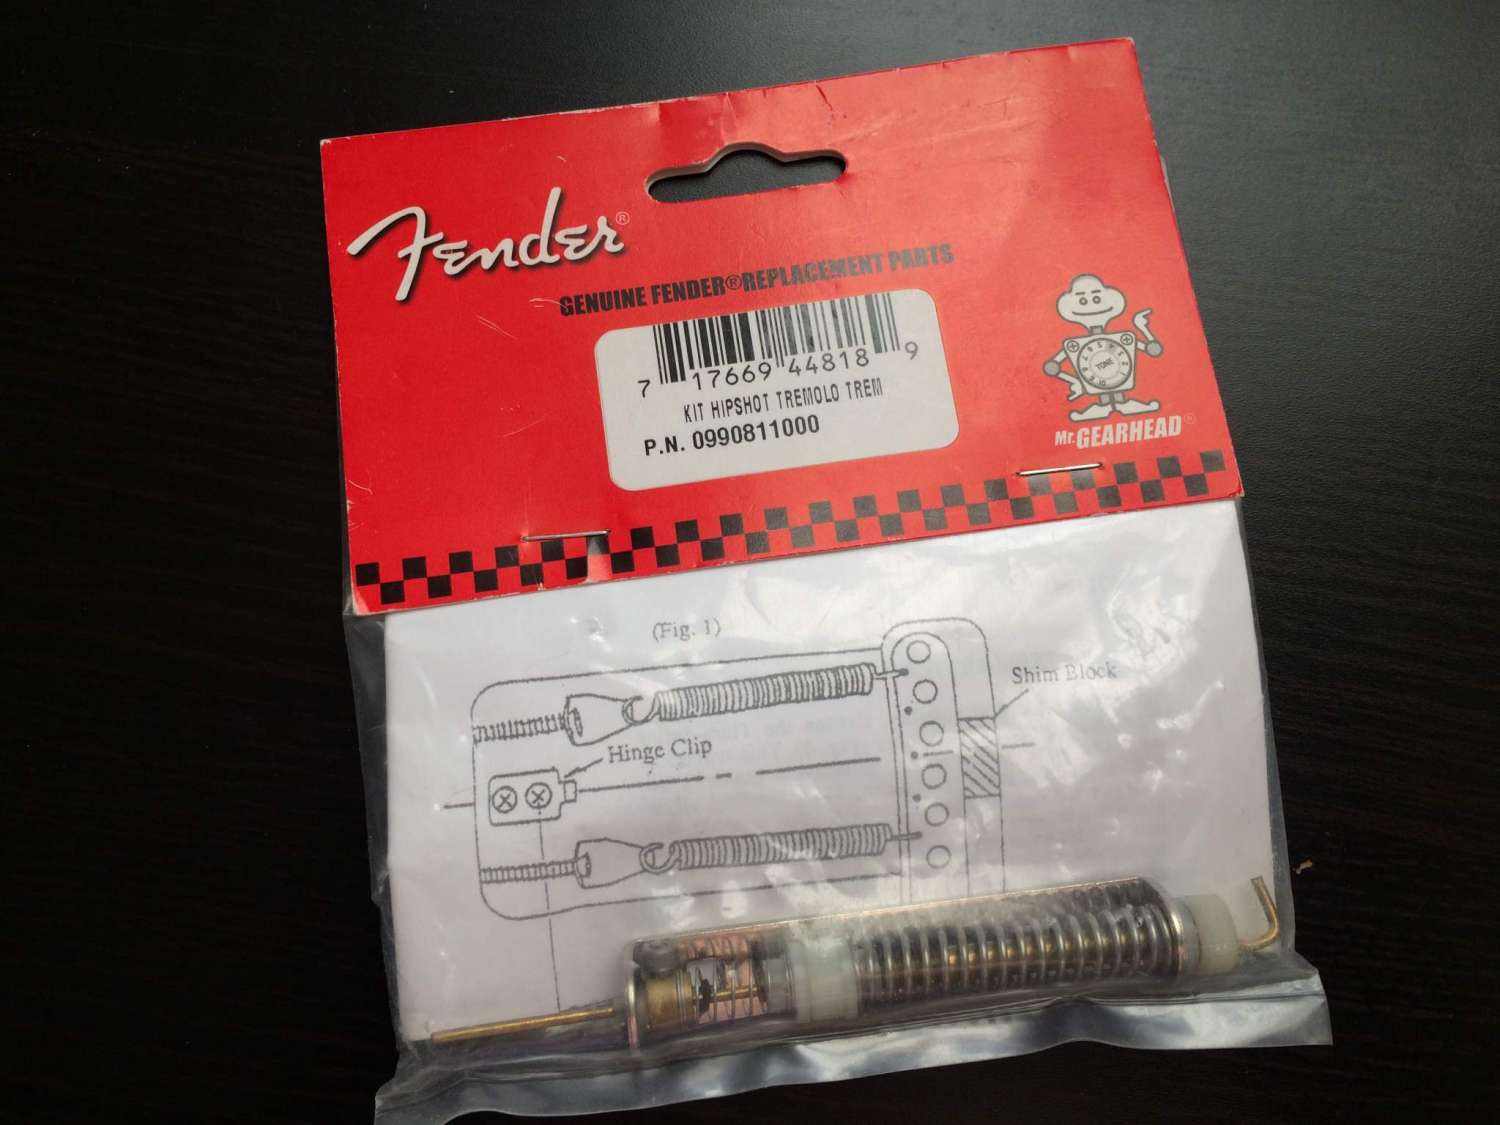 Fender®
GENUINE FENDER®REPLACEMENT PARTS
7 17669 44818 9
KIT HIPSHOT TREMOLO TREM
P.N. 0990811000
TONE
Mr. GEARHEAD®
(Fig. 1)
Shim Block
Hinge Clip